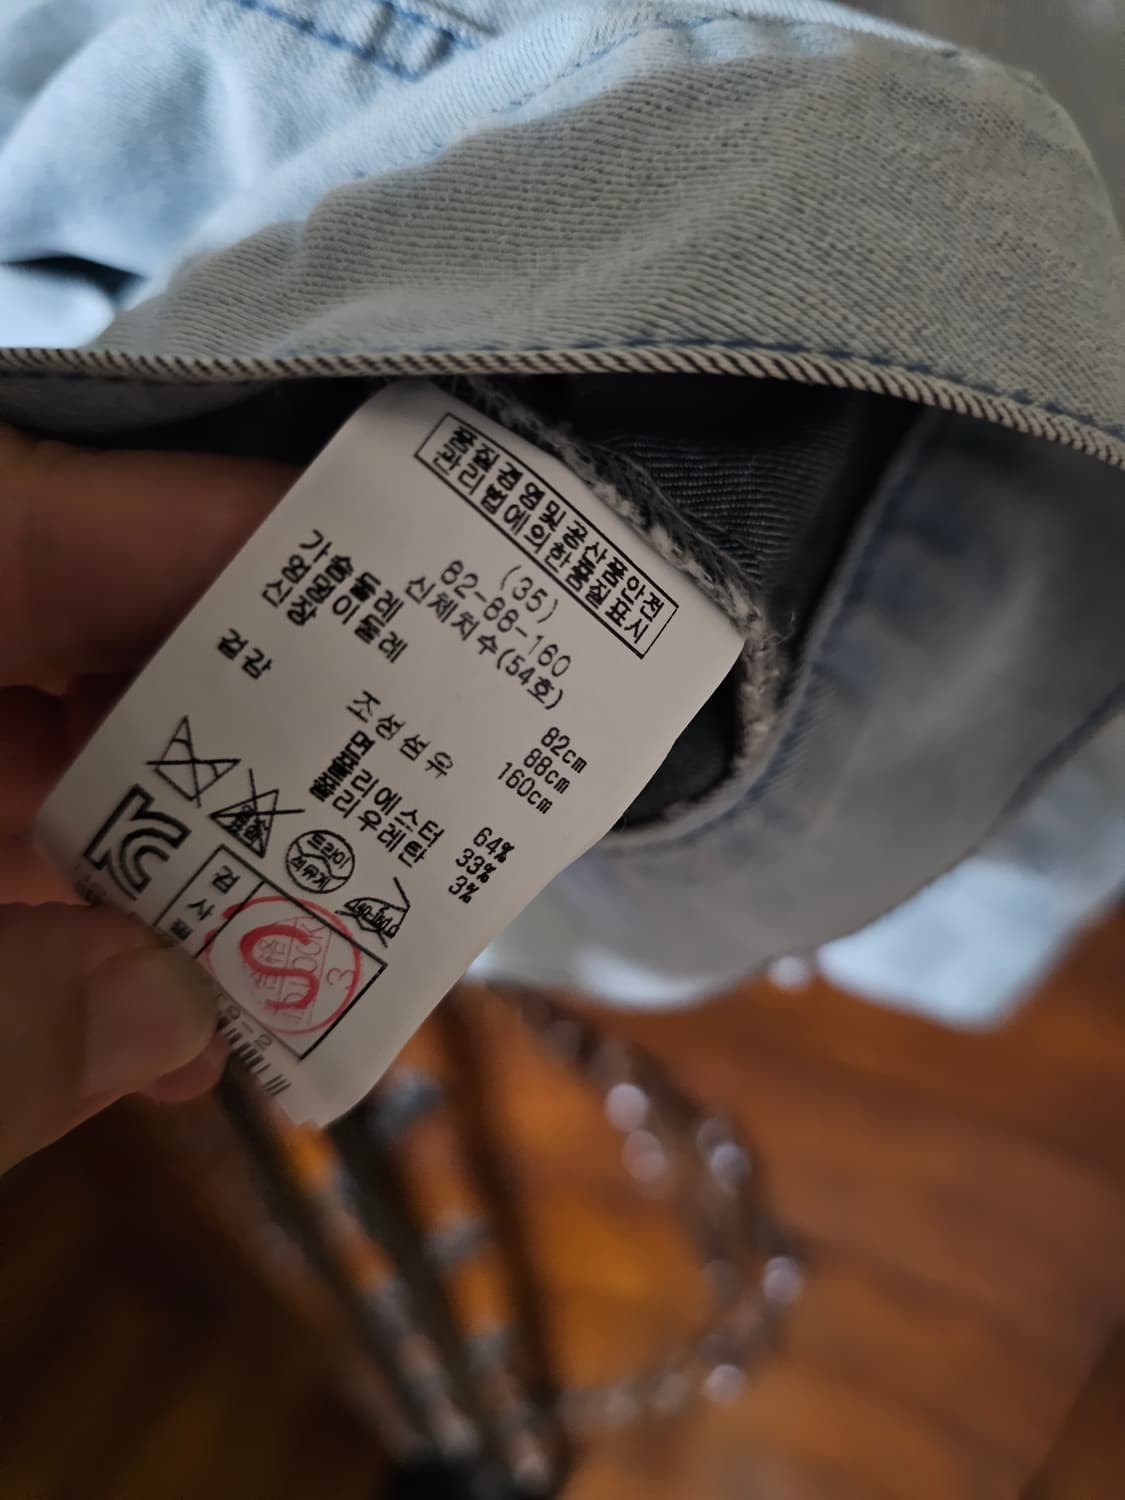 품질경영및공산품안전
관리법에의한품질표시
(35)
82-88-160
신체치수(54호)
가슴둘레 82cm
엉덩이둘레 88cm
신장 160cm
조성섬유
겉감 면 64%
폴리에스터 33%
폴리우레탄 3%
드라이
검사
3